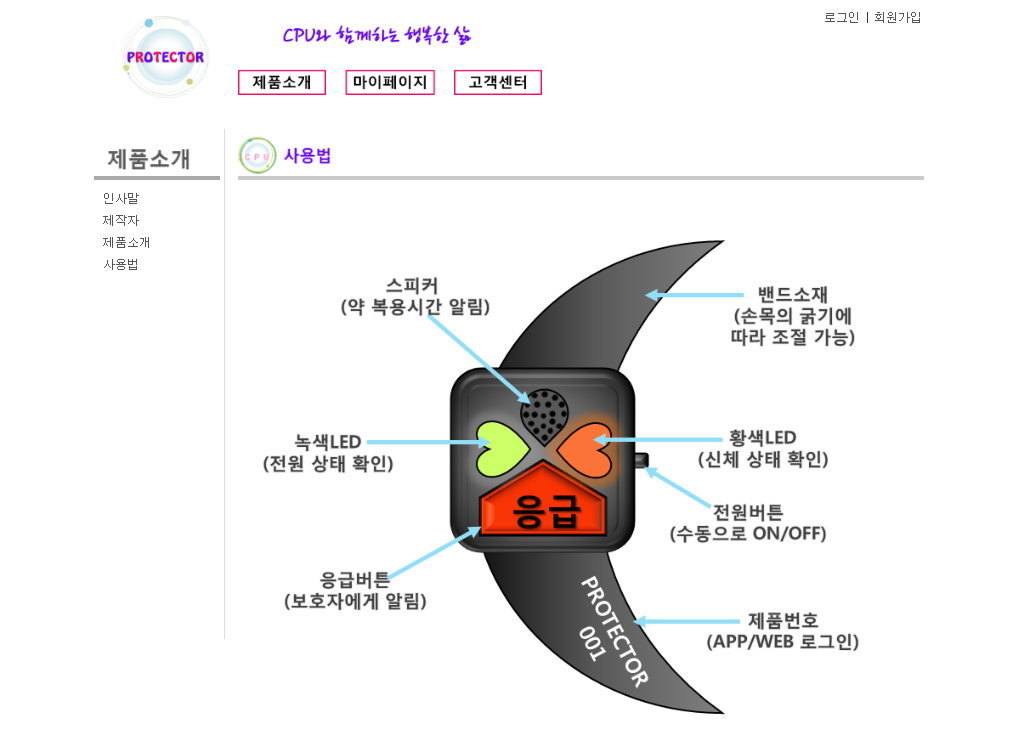 로그인 | 회원가입
PROTECTOR
CPU와 함께하는 행복한 삶
제품소개 마이페이지 고객센터
제품소개
인사말
제작자
제품소개
사용법
CPU 사용법
스피커
(약 복용시간 알림)
밴드소재
(손목의 굵기에
따라 조절 가능)
녹색LED
(전원 상태 확인)
황색LED
(신체 상태 확인)
전원버튼
(수동으로 ON/OFF)
응급
응급버튼
(보호자에게 알림)
PROTECTOR
001
제품번호
(APP/WEB 로그인)